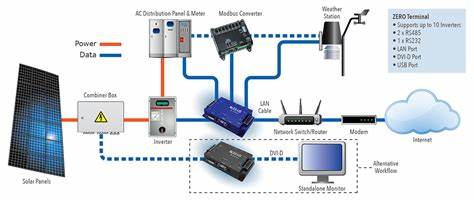 AC Distribution Panel & Meter
Modbus Converter
Weather
Station
ZERO Terminal
• Supports up to 10 Inverters
• 2 x RS485
• 1 x RS232
• LAN Port
• DVI-D Port
• USB Port
Power
Data
Combiner Box
LAN
Cable
Inverter
Network Switch/Router
Modem
Internet
Solar Panels
DVI-D
Alternative
Workflow
Standalone Monitor